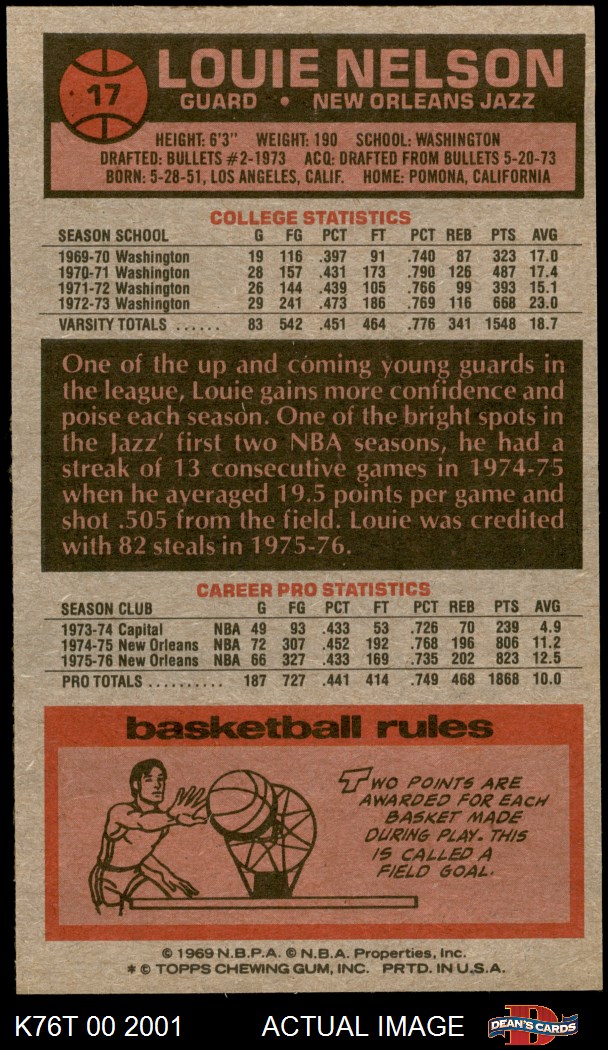 17
LOUIE NELSON
GUARD • NEW ORLEANS JAZZ
HEIGHT: 6'3" WEIGHT: 190 SCHOOL: WASHINGTON
DRAFTED: BULLETS #2-1973 ACQ: DRAFTED FROM BULLETS 5-20-73
BORN: 5-28-51, LOS ANGELES, CALIF. HOME: POMONA, CALIFORNIA
COLLEGE STATISTICS
SEASON SCHOOL G FG PCT FT PCT REB PTS AVG
1969-70 Washington 19 116 .397 91 .740 87 323 17.0
1970-71 Washington 28 157 .431 173 .790 126 487 17.4
1971-72 Washington 26 144 .439 105 .766 99 393 15.1
1972-73 Washington 29 241 .473 186 .769 116 668 23.0
VARSITY TOTALS ...... 83 542 .451 464 .776 341 1548 18.7
One of the up and coming young guards in
the league, Louie gains more confidence and
poise each season. One of the bright spots in
the Jazz' first two NBA seasons, he had a
streak of 13 consecutive games in 1974-75
when he averaged 19.5 points per game and
shot .505 from the field. Louie was credited
with 82 steals in 1975-76.
CAREER PRO STATISTICS
SEASON CLUB G FG PCT FT PCT REB PTS AVG
1973-74 Capital NBA 49 93 .433 53 .726 70 239 4.9
1974-75 New Orleans NBA 72 307 .452 192 .768 196 806 11.2
1975-76 New Orleans NBA 66 327 .433 169 .735 202 823 12.5
PRO TOTALS .......... 187 727 .441 414 .749 468 1868 10.0
basketball rules
TWO POINTS ARE
AWARDED FOR EACH
BASKET MADE
DURING PLAY. THIS
IS CALLED A
FIELD GOAL.
© 1969 N.B.P.A. © N.B.A. Properties, Inc.
* © TOPPS CHEWING GUM, INC. PRTD. IN U.S.A.
K76T 00 2001 ACTUAL IMAGE
D
DEAN'S CARDS